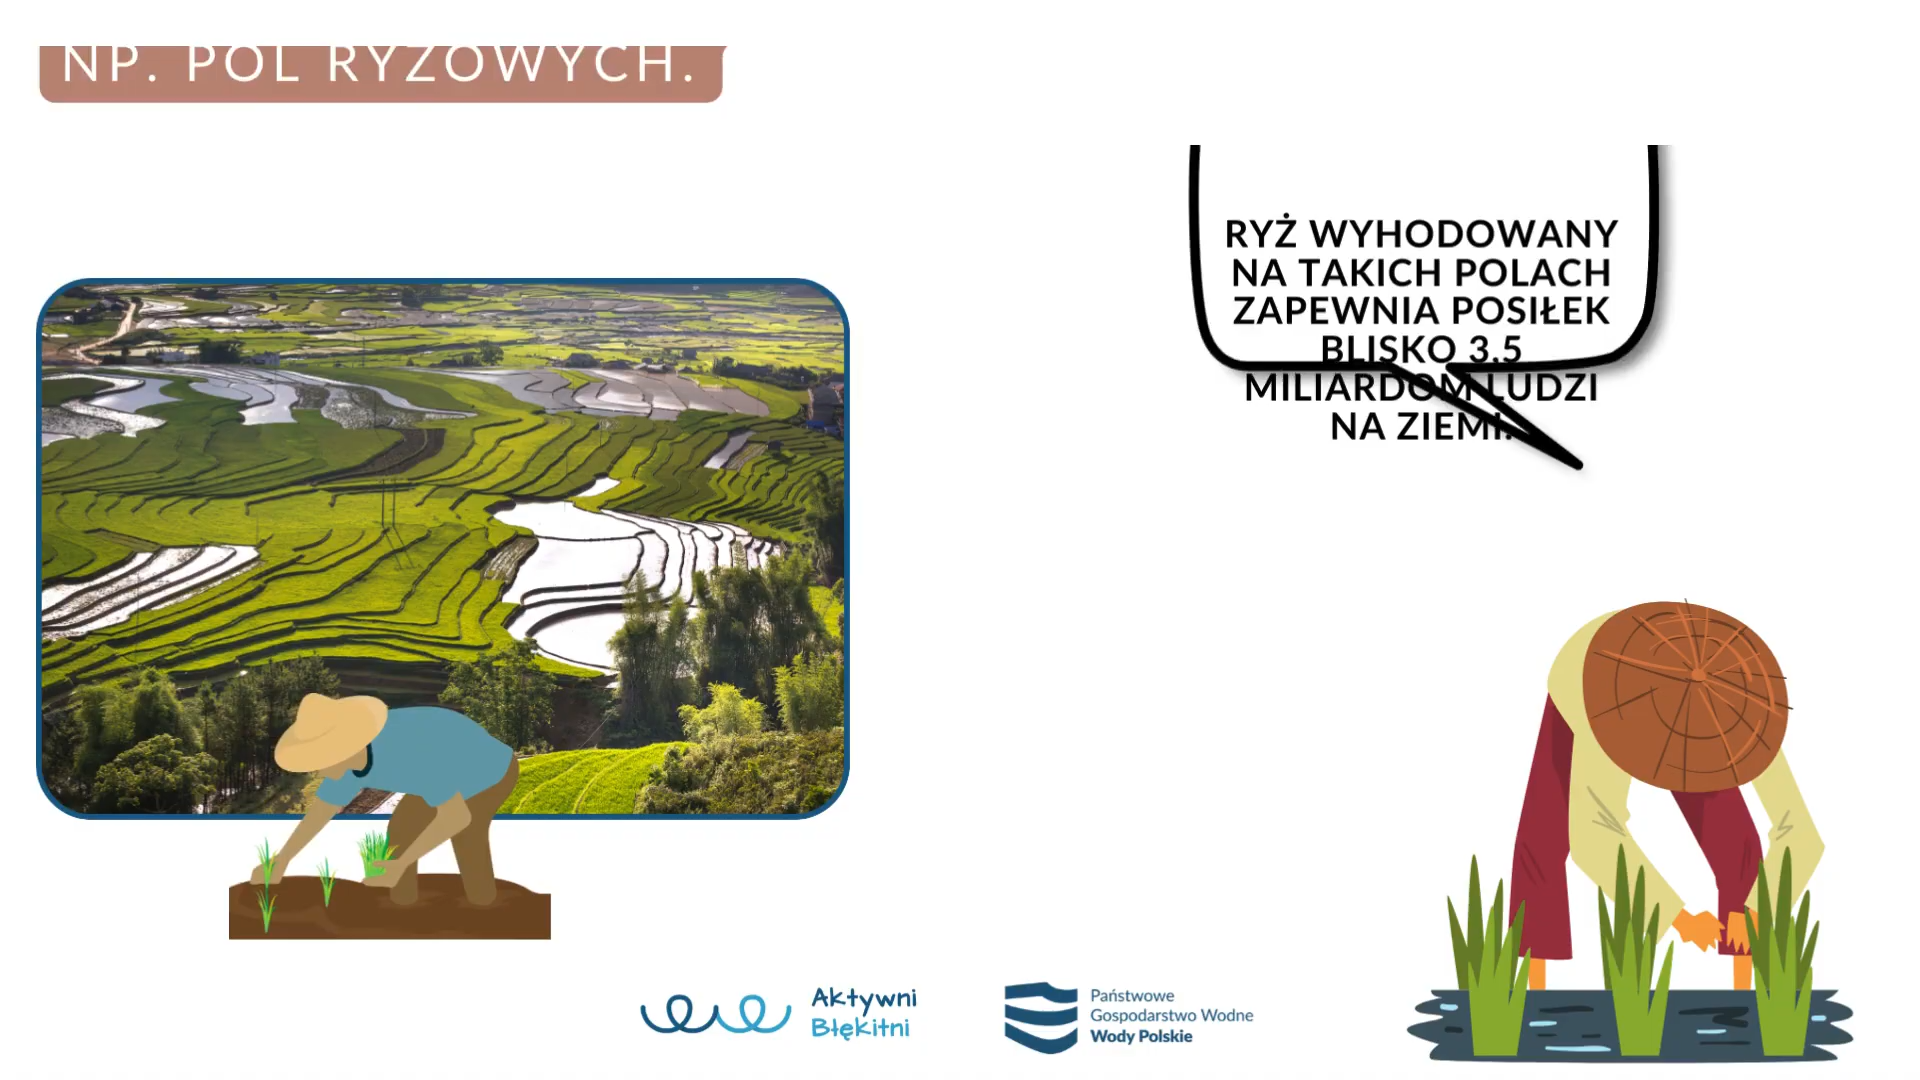 NP. PÓL RYŻOWYCH.
RYŻ WYHODOWANY
NA TAKICH POLACH
ZAPEWNIA POSIŁEK
BLISKO 3,5
MILIARDOM LUDZI
NA ZIEMI.
Aktywni
Błękitni
Państwowe
Gospodarstwo Wodne
Wody Polskie